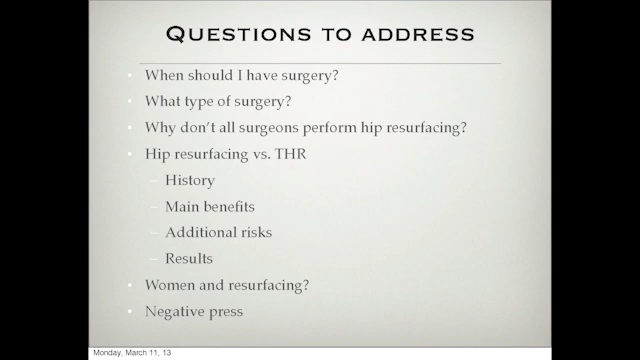 QUESTIONS TO ADDRESS
• When should I have surgery?
• What type of surgery?
• Why don't all surgeons perform hip resurfacing?
• Hip resurfacing vs. THR
– History
– Main benefits
– Additional risks
– Results
• Women and resurfacing?
• Negative press
Monday, March 11, 13